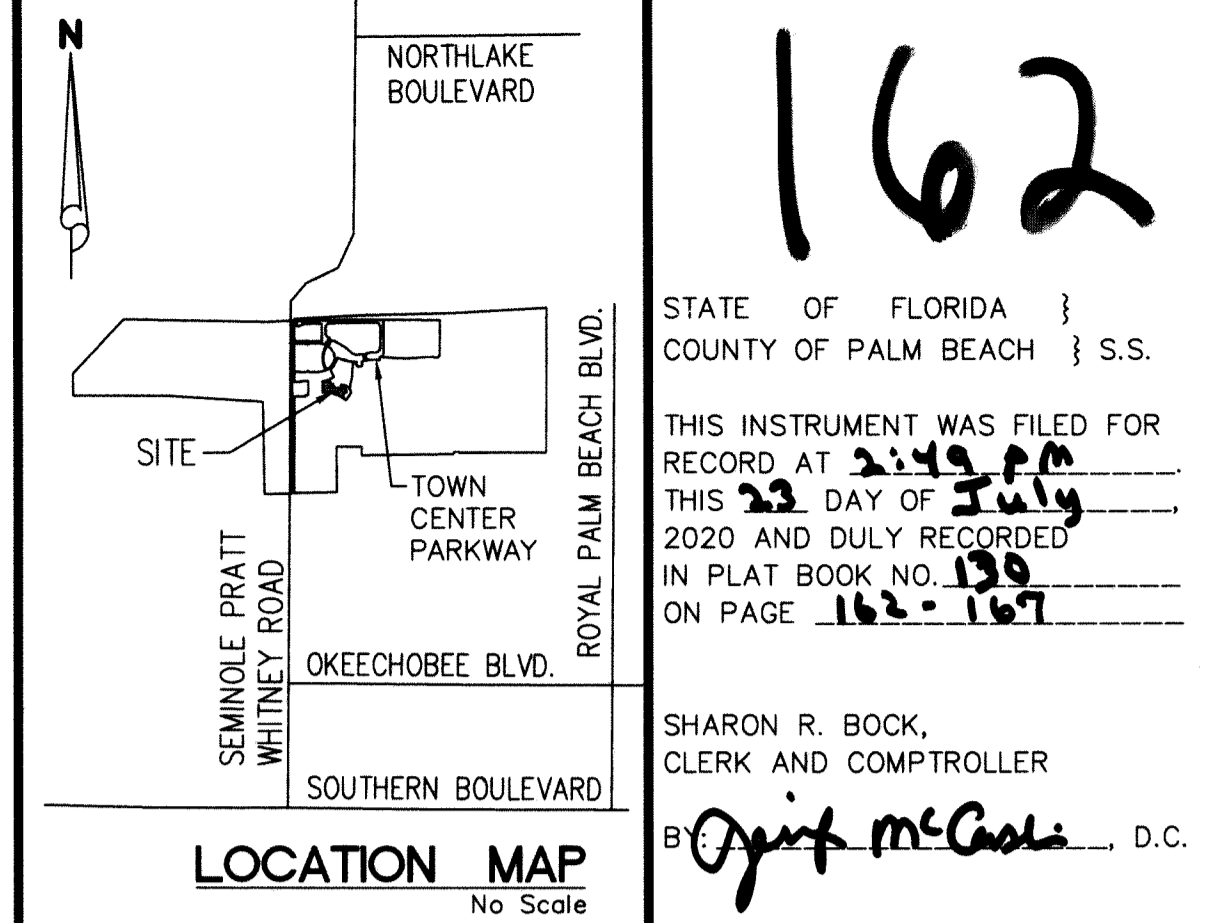 N
NORTHLAKE
BOULEVARD
SITE
TOWN
CENTER
PARKWAY
ROYAL PALM BEACH BLVD.
SEMINOLE PRATT
WHITNEY ROAD
OKEECHOBEE BLVD.
SOUTHERN BOULEVARD
LOCATION MAP
No Scale
162
STATE OF FLORIDA }
COUNTY OF PALM BEACH } S.S.
THIS INSTRUMENT WAS FILED FOR
RECORD AT 2:49 PM.
THIS 23 DAY OF July,
2020 AND DULY RECORDED
IN PLAT BOOK NO. 130
ON PAGE 162-167
SHARON R. BOCK,
CLERK AND COMPTROLLER
BY: , D.C.